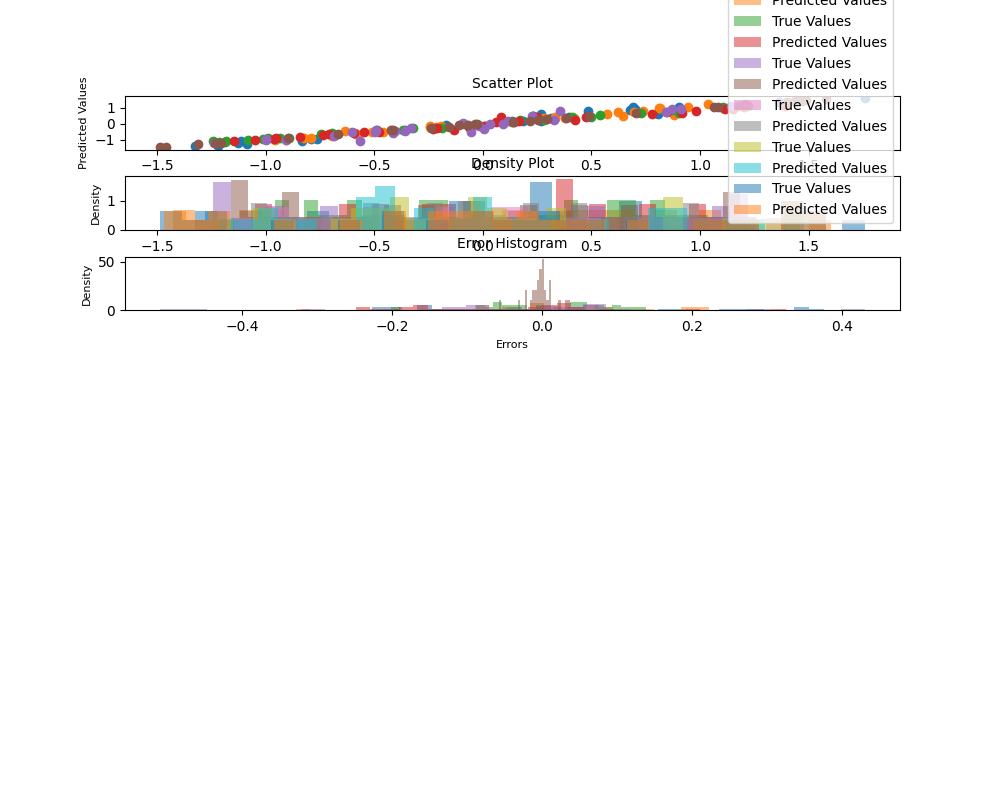 Predicted Values
True Values
Predicted Values
True Values
Predicted Values
True Values
Predicted Values
True Values
Predicted Values
True Values
Predicted Values
Scatter Plot
Predicted Values
1
0
−1
−1.5 −1.0 −0.5 0.0 0.5 1.0 1.5
Density Plot
Density
1
0
−1.5 −1.0 −0.5 0.0 0.5 1.0 1.5
Error Histogram
Density
50
0
−0.4 −0.2 0.0 0.2 0.4
Errors